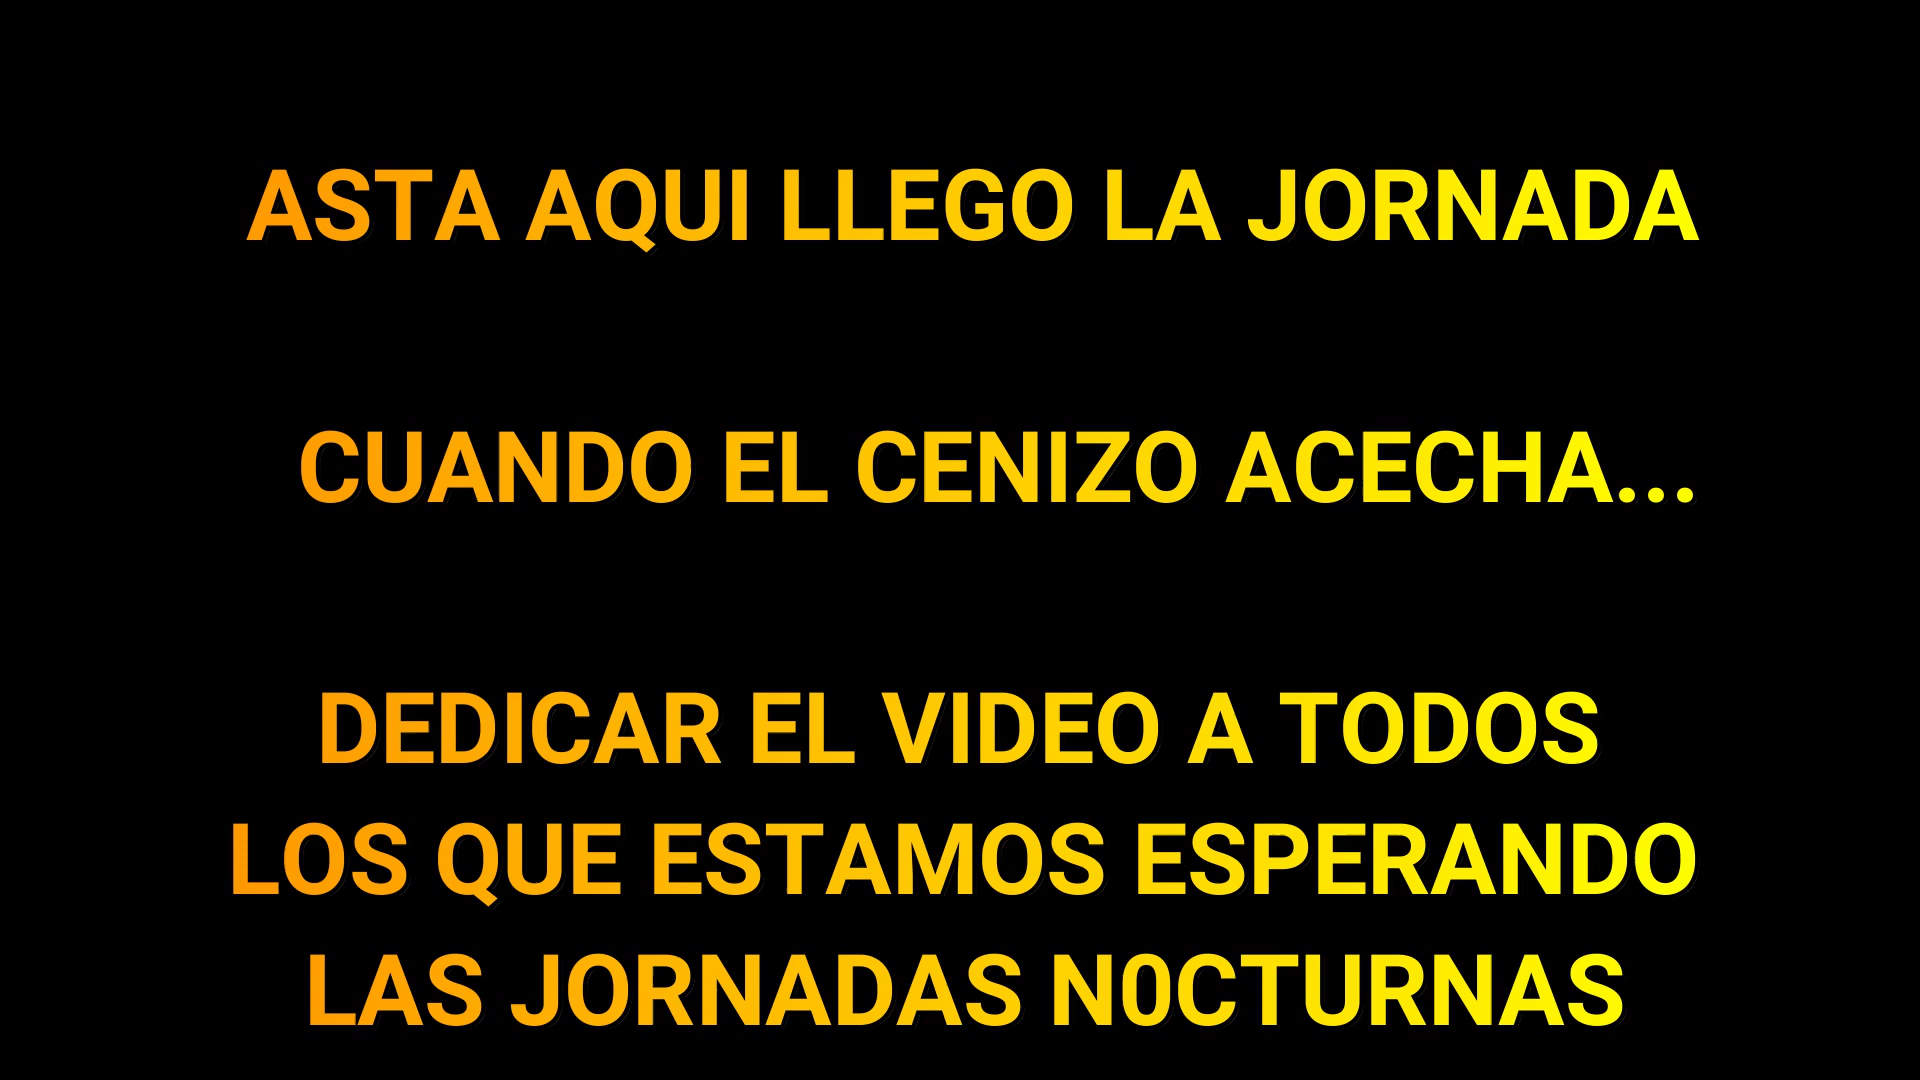 ASTA AQUI LLEGO LA JORNADA
CUANDO EL CENIZO ACECHA...
DEDICAR EL VIDEO A TODOS
LOS QUE ESTAMOS ESPERANDO
LAS JORNADAS N0CTURNAS